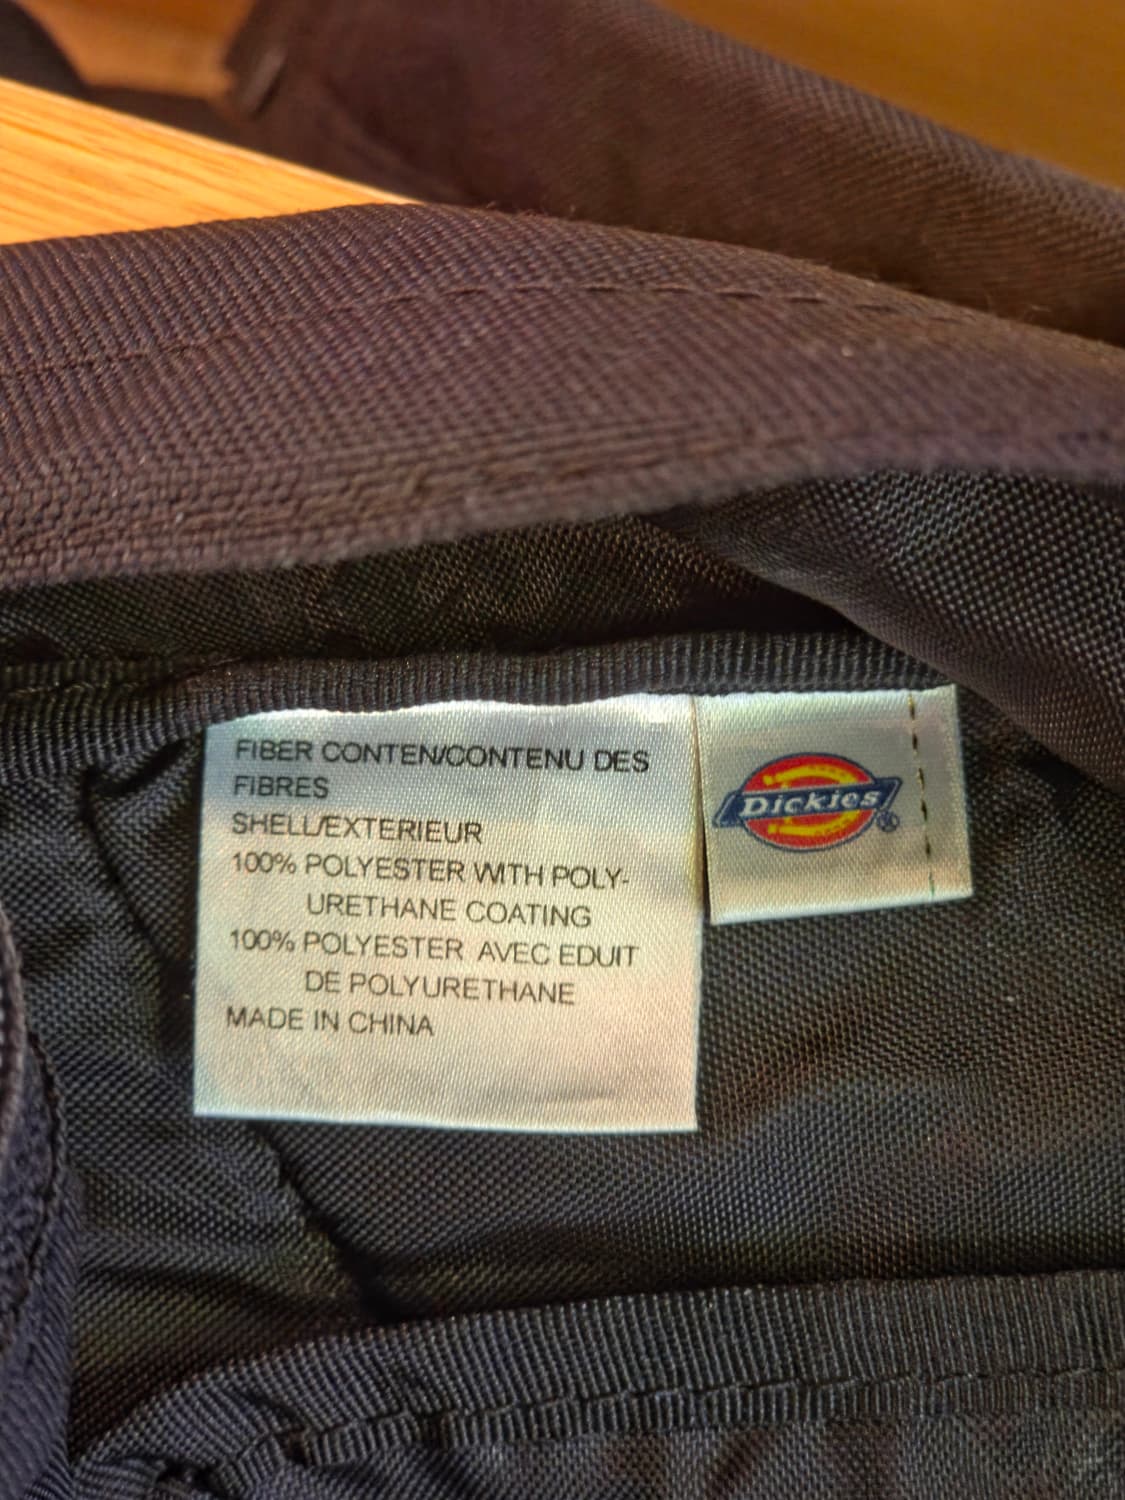 FIBER CONTEN/CONTENU DES
FIBRES
SHELL/EXTERIEUR
100% POLYESTER WITH POLY-
URETHANE COATING
100% POLYESTER AVEC EDUIT
DE POLYURETHANE
MADE IN CHINA
Dickies®